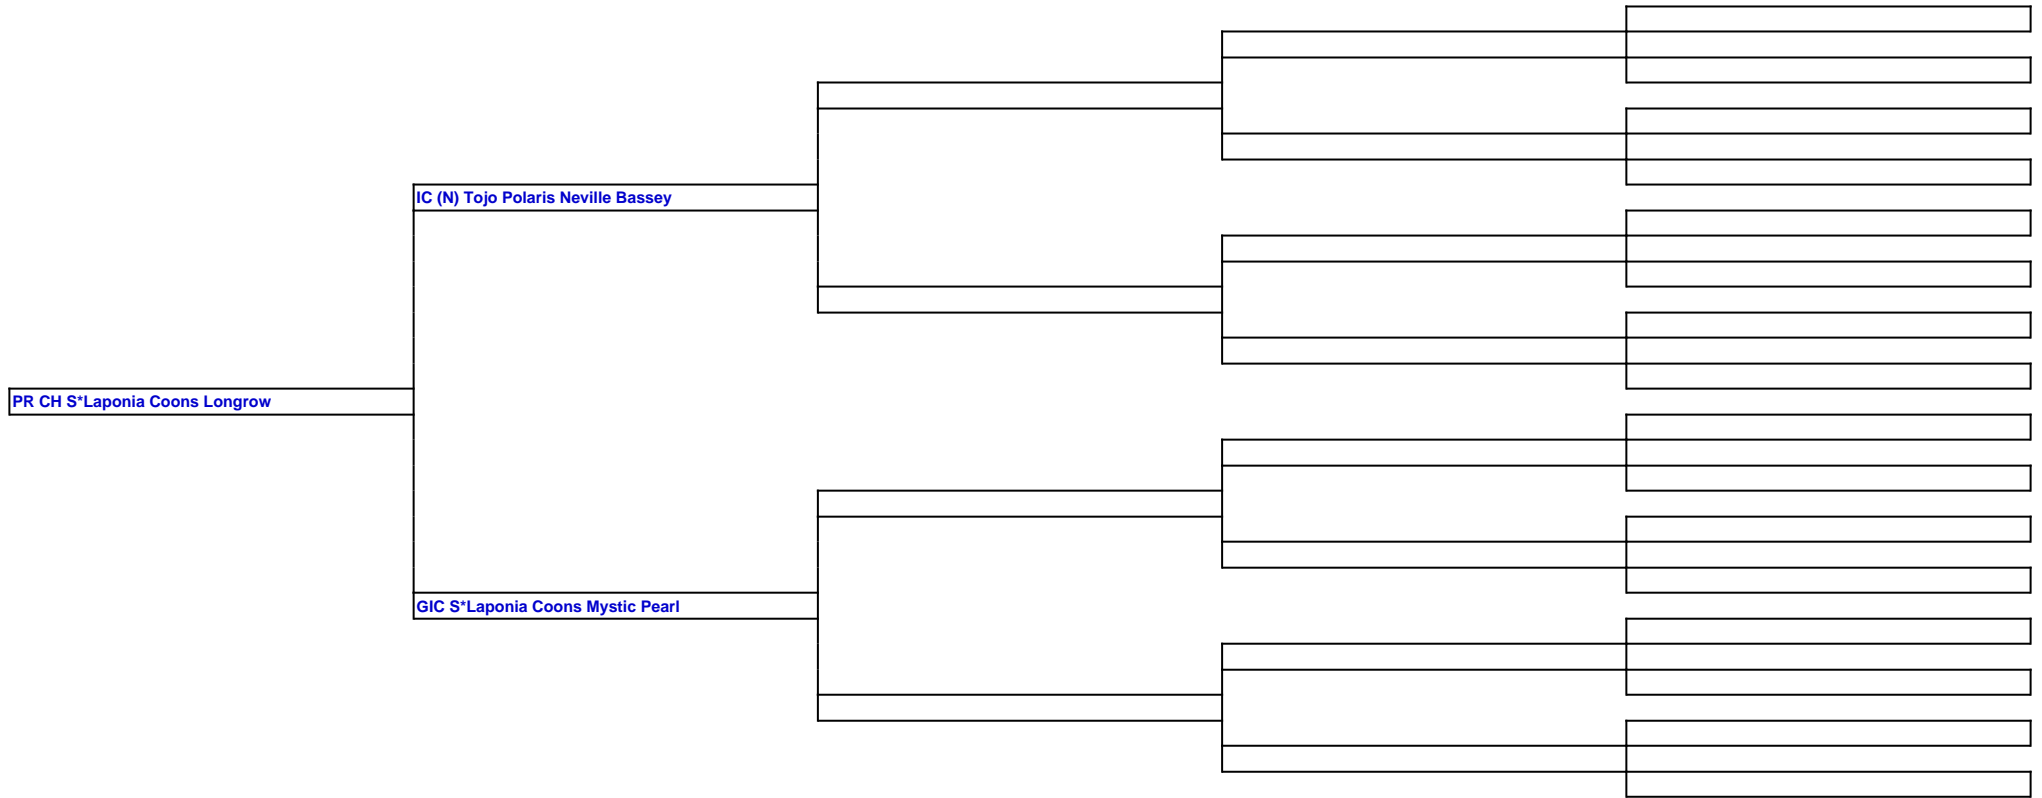 IC (N) Tojo Polaris Neville Bassey
PR CH S*Laponia Coons Longrow
GIC S*Laponia Coons Mystic Pearl